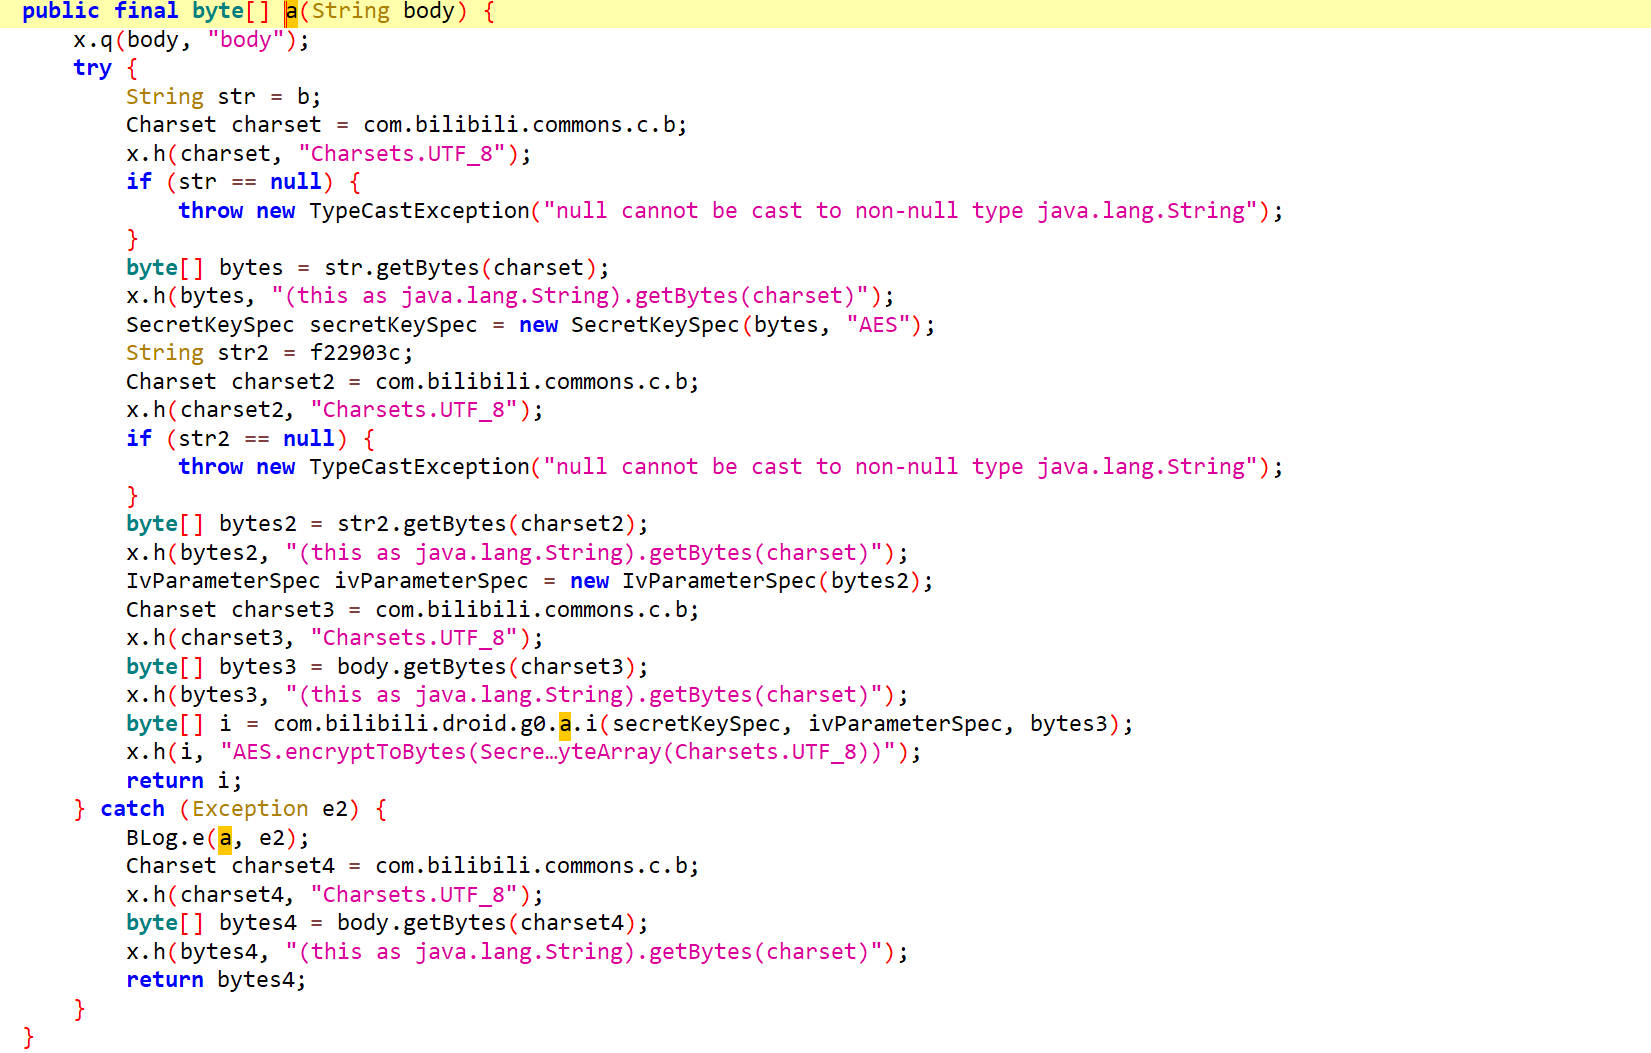 public final byte[] a(String body) {
x.q(body, "body");
try {
String str = b;
Charset charset = com.bilibili.commons.c.b;
x.h(charset, "Charsets.UTF_8");
if (str == null) {
throw new TypeCastException("null cannot be cast to non-null type java.lang.String");
}
byte[] bytes = str.getBytes(charset);
x.h(bytes, "(this as java.lang.String).getBytes(charset)");
SecretKeySpec secretKeySpec = new SecretKeySpec(bytes, "AES");
String str2 = f22903c;
Charset charset2 = com.bilibili.commons.c.b;
x.h(charset2, "Charsets.UTF_8");
if (str2 == null) {
throw new TypeCastException("null cannot be cast to non-null type java.lang.String");
}
byte[] bytes2 = str2.getBytes(charset2);
x.h(bytes2, "(this as java.lang.String).getBytes(charset)");
IvParameterSpec ivParameterSpec = new IvParameterSpec(bytes2);
Charset charset3 = com.bilibili.commons.c.b;
x.h(charset3, "Charsets.UTF_8");
byte[] bytes3 = body.getBytes(charset3);
x.h(bytes3, "(this as java.lang.String).getBytes(charset)");
byte[] i = com.bilibili.droid.g0.a.i(secretKeySpec, ivParameterSpec, bytes3);
x.h(i, "AES.encryptToBytes(Secre…yteArray(Charsets.UTF_8))");
return i;
} catch (Exception e2) {
BLog.e(a, e2);
Charset charset4 = com.bilibili.commons.c.b;
x.h(charset4, "Charsets.UTF_8");
byte[] bytes4 = body.getBytes(charset4);
x.h(bytes4, "(this as java.lang.String).getBytes(charset)");
return bytes4;
}
}